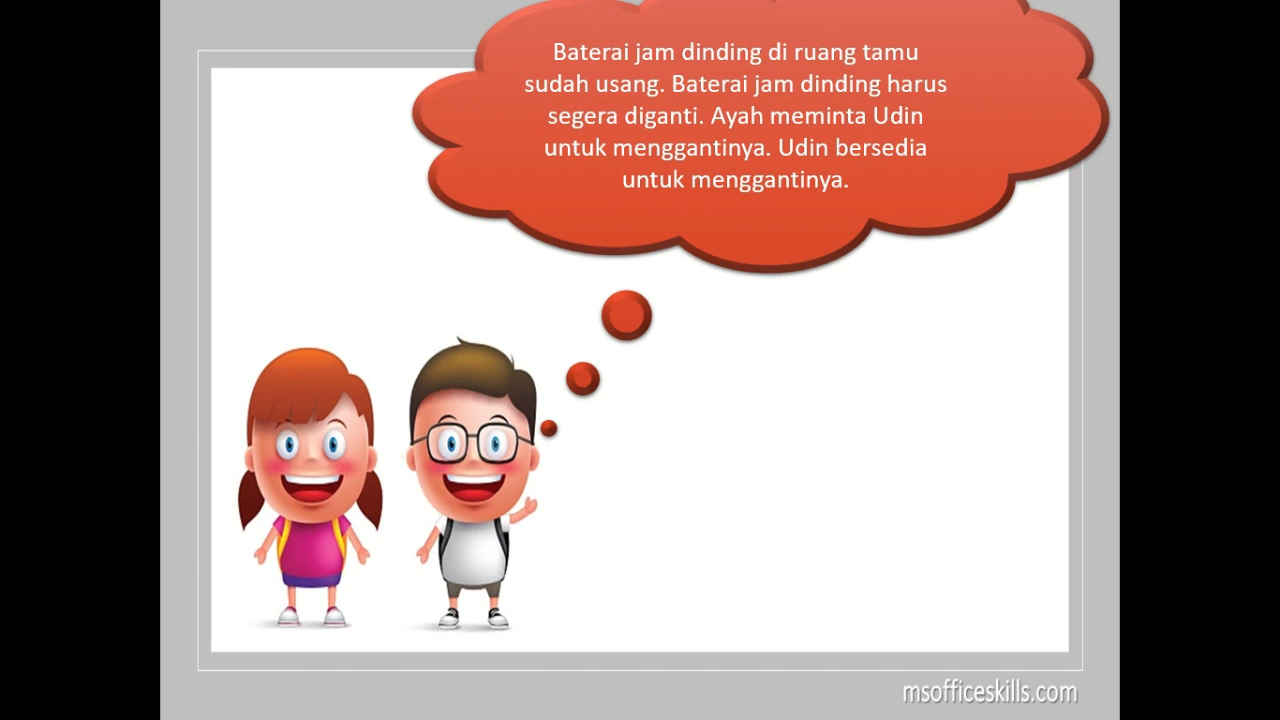 Baterai jam dinding di ruang tamu
sudah usang. Baterai jam dinding harus
segera diganti. Ayah meminta Udin
untuk menggantinya. Udin bersedia
untuk menggantinya.
msofficeskills.com